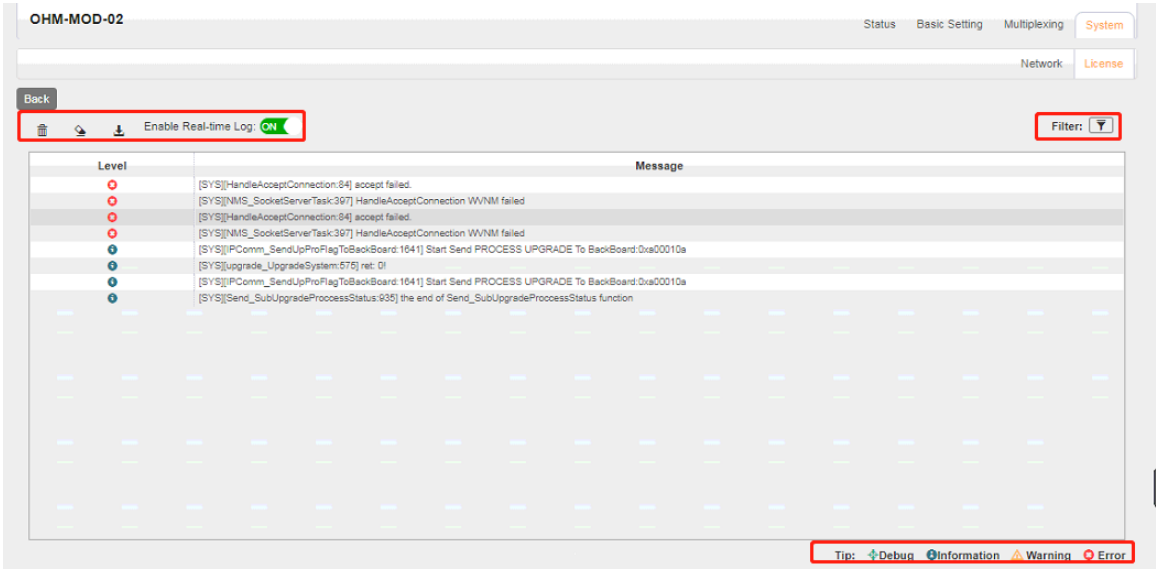 OHM-MOD-02
Status Basic Setting Multiplexing System
Network License
Back
Enable Real-time Log: ON Filter:
Level Message
[SYS][HandleAcceptConnection:84] accept failed.
[SYS][NMS_SocketServerTask:397] HandleAcceptConnection WVNM failed
[SYS][HandleAcceptConnection:84] accept failed.
[SYS][NMS_SocketServerTask:397] HandleAcceptConnection WVNM failed
[SYS][IPComm_SendUpProFlagToBackBoard:1641] Start Send PROCESS UPGRADE To BackBoard:0xa00010a
[SYS][upgrade_UpgradeSystem:575] ret: 0!
[SYS][IPComm_SendUpProFlagToBackBoard:1641] Start Send PROCESS UPGRADE To BackBoard:0xa00010a
[SYS][Send_SubUpgradeProccessStatus:935] the end of Send_SubUpgradeProccessStatus function
Tip: Debug Information Warning Error